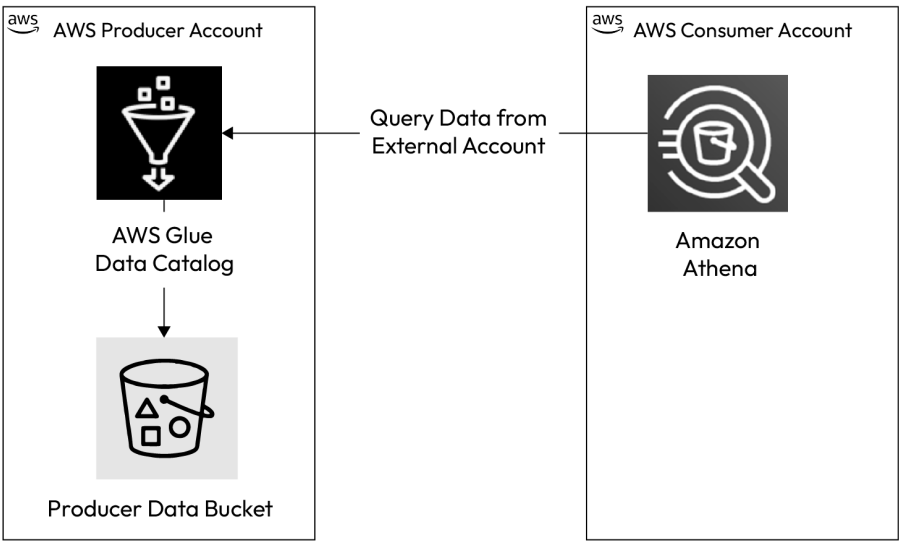 aws
AWS Producer Account
AWS Glue
Data Catalog
Producer Data Bucket
Query Data from
External Account
aws
AWS Consumer Account
Amazon
Athena